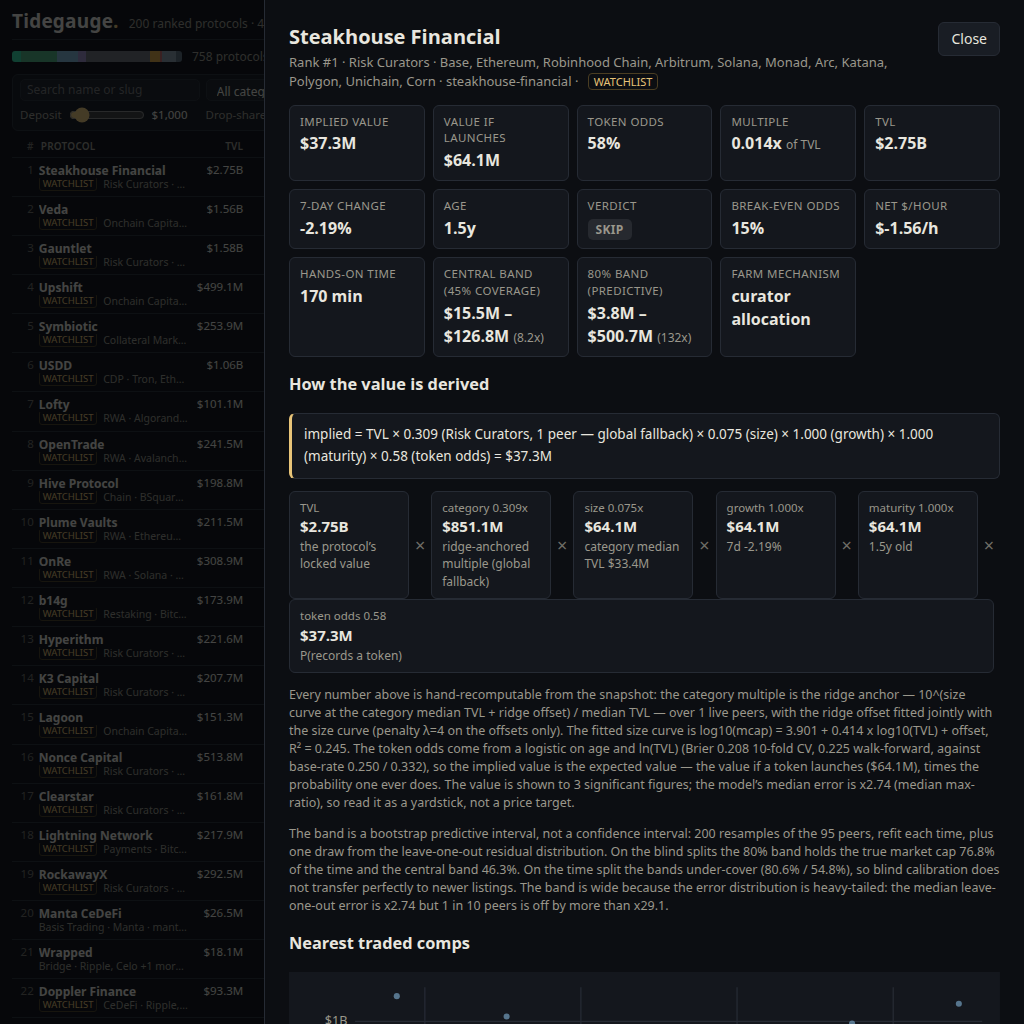 Tidegauge. 200 ranked protocols · 4
758 protocols
Search name or slug
All categ
Deposit $1,000 Drop-share
# PROTOCOL TVL
1 Steakhouse Financial $2.75B
WATCHLIST Risk Curators · ...
2 Veda $1.56B
WATCHLIST Onchain Capita...
3 Gauntlet $1.58B
WATCHLIST Risk Curators · ...
4 Upshift $499.1M
WATCHLIST Onchain Capita...
5 Symbiotic $253.9M
WATCHLIST Collateral Mark...
6 USDD $1.06B
WATCHLIST CDP · Tron, Eth...
7 Lofty $101.1M
WATCHLIST RWA · Algorand...
8 OpenTrade $241.5M
WATCHLIST RWA · Avalanch...
9 Hive Protocol $198.8M
WATCHLIST Chain · BSquar...
10 Plume Vaults $211.5M
WATCHLIST RWA · Ethereu...
11 OnRe $308.9M
WATCHLIST RWA · Solana · ...
12 b14g $173.9M
WATCHLIST Restaking · Bitc...
13 Hyperithm $221.6M
WATCHLIST Risk Curators · ...
14 K3 Capital $207.7M
WATCHLIST Risk Curators · ...
15 Lagoon $151.3M
WATCHLIST Onchain Capita...
16 Nonce Capital $513.8M
WATCHLIST Risk Curators · ...
17 Clearstar $161.8M
WATCHLIST Risk Curators · ...
18 Lightning Network $217.9M
WATCHLIST Payments · Bitc...
19 RockawayX $292.5M
WATCHLIST Risk Curators · ...
20 Manta CeDeFi $26.5M
Basis Trading · Manta · mant...
21 Wrapped $18.1M
Bridge · Ripple, Celo +1 mor...
22 Doppler Finance $93.3M
WATCHLIST CeDeFi · Ripple,...
Steakhouse Financial
Close
Rank #1 · Risk Curators · Base, Ethereum, Robinhood Chain, Arbitrum, Solana, Monad, Arc, Katana,
Polygon, Unichain, Corn · steakhouse-financial · WATCHLIST
IMPLIED VALUE
$37.3M
VALUE IF
LAUNCHES
$64.1M
TOKEN ODDS
58%
MULTIPLE
0.014x of TVL
TVL
$2.75B
7-DAY CHANGE
-2.19%
AGE
1.5y
VERDICT
SKIP
BREAK-EVEN ODDS
15%
NET $/HOUR
$-1.56/h
HANDS-ON TIME
170 min
CENTRAL BAND
(45% COVERAGE)
$15.5M –
$126.8M (8.2x)
80% BAND
(PREDICTIVE)
$3.8M –
$500.7M (132x)
FARM MECHANISM
curator
allocation
How the value is derived
implied = TVL × 0.309 (Risk Curators, 1 peer — global fallback) × 0.075 (size) × 1.000 (growth) × 1.000
(maturity) × 0.58 (token odds) = $37.3M
TVL
$2.75B
the protocol's
locked value
×
category 0.309x
$851.1M
ridge-anchored
multiple (global
fallback)
×
size 0.075x
$64.1M
category median
TVL $33.4M
×
growth 1.000x
$64.1M
7d -2.19%
×
maturity 1.000x
$64.1M
1.5y old
×
token odds 0.58
$37.3M
P(records a token)
Every number above is hand-recomputable from the snapshot: the category multiple is the ridge anchor — 10^(size
curve at the category median TVL + ridge offset) / median TVL — over 1 live peers, with the ridge offset fitted jointly with
the size curve (penalty λ=4 on the offsets only). The fitted size curve is log10(mcap) = 3.901 + 0.414 x log10(TVL) + offset,
R² = 0.245. The token odds come from a logistic on age and ln(TVL) (Brier 0.208 10-fold CV, 0.225 walk-forward, against
base-rate 0.250 / 0.332), so the implied value is the expected value — the value if a token launches ($64.1M), times the
probability one ever does. The value is shown to 3 significant figures; the model's median error is x2.74 (median max-
ratio), so read it as a yardstick, not a price target.
The band is a bootstrap predictive interval, not a confidence interval: 200 resamples of the 95 peers, refit each time, plus
one draw from the leave-one-out residual distribution. On the blind splits the 80% band holds the true market cap 76.8%
of the time and the central band 46.3%. On the time split the bands under-cover (80.6% / 54.8%), so blind calibration does
not transfer perfectly to newer listings. The band is wide because the error distribution is heavy-tailed: the median leave-
one-out error is x2.74 but 1 in 10 peers is off by more than x29.1.
Nearest traded comps
$1B